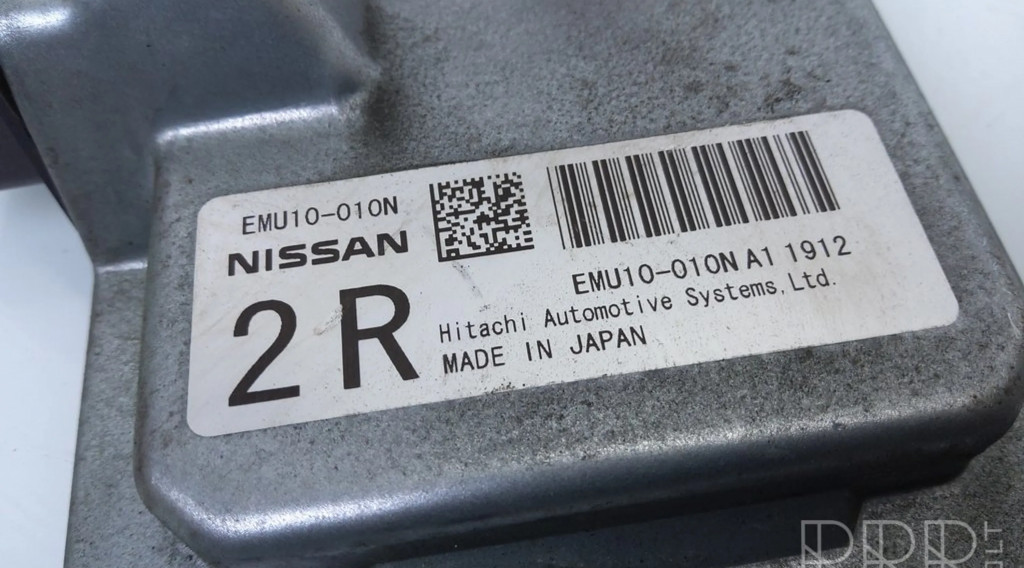 EMU10-010N
NISSAN
2R
EMU10-010N A1 1912
Hitachi Automotive Systems, Ltd.
MADE IN JAPAN